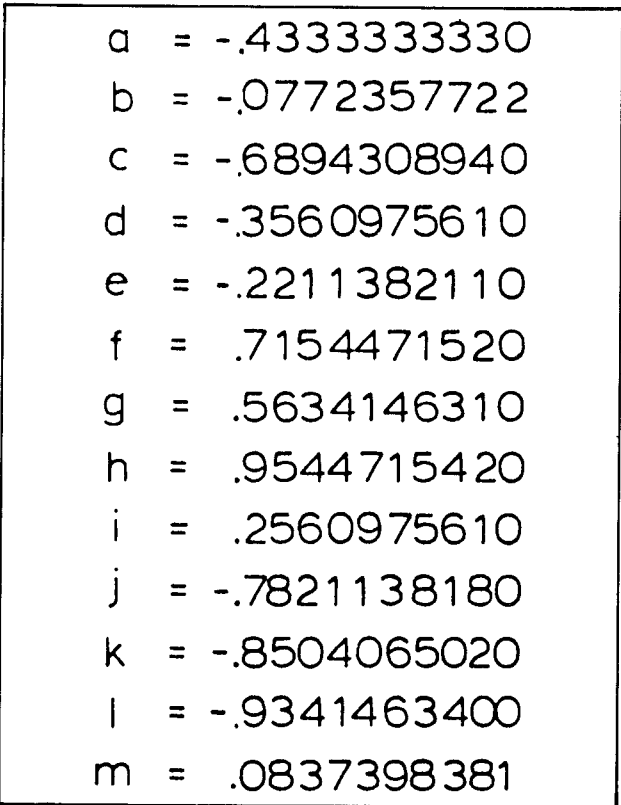 a = -.4333333330
b = -.0772357722
c = -.6894308940
d = -.3560975610
e = -.2211382110
f = .7154471520
g = .5634146310
h = .9544715420
i = .2560975610
j = -.7821138180
k = -.8504065020
l = -.9341463400
m = .0837398381